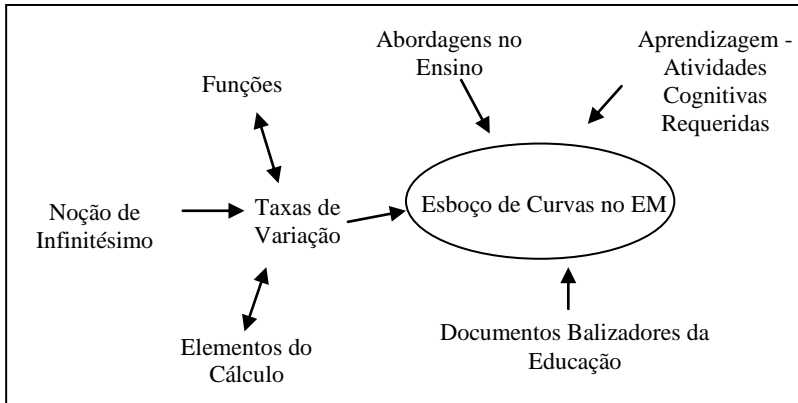 Abordagens no
Ensino
Aprendizagem -
Atividades
Cognitivas
Requeridas
Funções
Noção de
Infinitésimo
Taxas de
Variação
Esboço de Curvas no EM
Elementos do
Cálculo
Documentos Balizadores da
Educação